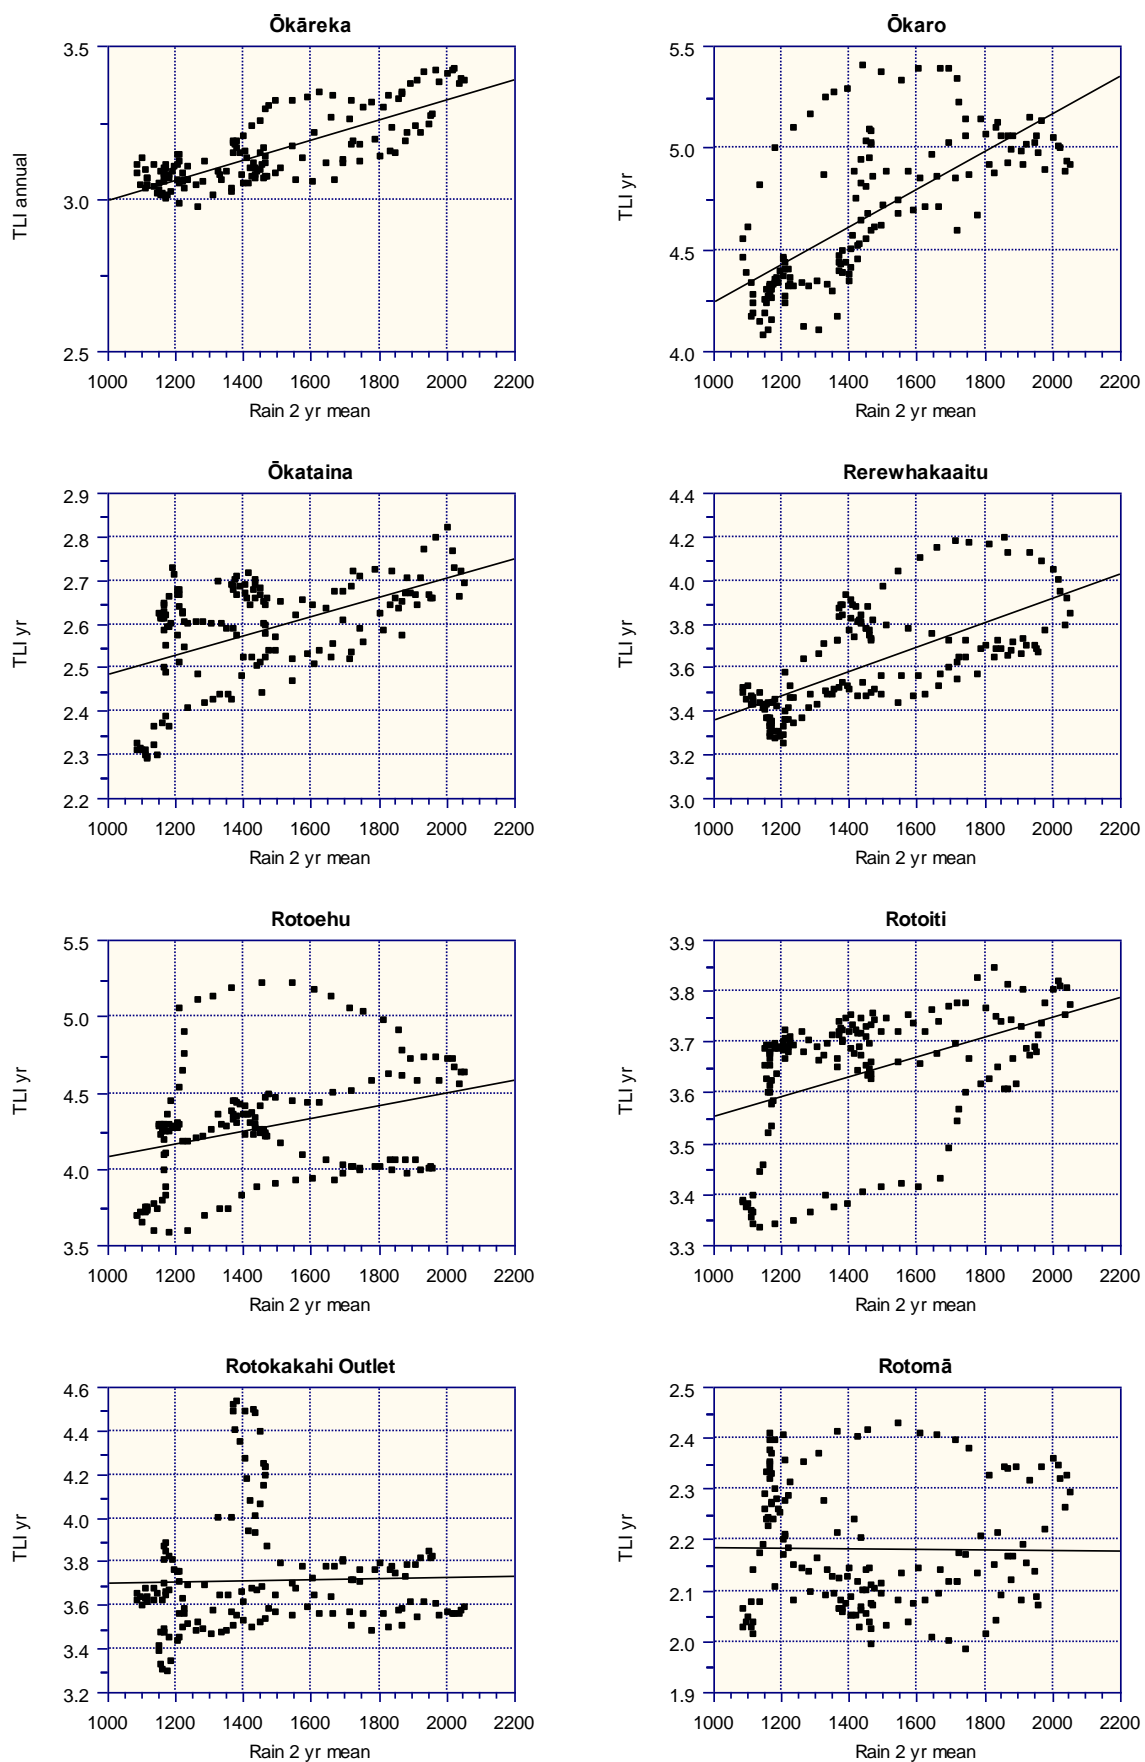 Ōkāreka
3.5
3.0
2.5
TLI annual
1000 1200 1400 1600 1800 2000 2200
Rain 2 yr mean
Ōkaro
5.5
5.0
4.5
4.0
TLI yr
1000 1200 1400 1600 1800 2000 2200
Rain 2 yr mean
Ōkataina
2.9
2.8
2.7
2.6
2.5
2.4
2.3
2.2
TLI yr
1000 1200 1400 1600 1800 2000 2200
Rain 2 yr mean
Rerewhakaaitu
4.4
4.2
4.0
3.8
3.6
3.4
3.2
3.0
TLI yr
1000 1200 1400 1600 1800 2000 2200
Rain 2 yr mean
Rotoehu
5.5
5.0
4.5
4.0
3.5
TLI yr
1000 1200 1400 1600 1800 2000 2200
Rain 2 yr mean
Rotoiti
3.9
3.8
3.7
3.6
3.5
3.4
3.3
TLI yr
1000 1200 1400 1600 1800 2000 2200
Rain 2 yr mean
Rotokakahi Outlet
4.6
4.4
4.2
4.0
3.8
3.6
3.4
3.2
TLI yr
1000 1200 1400 1600 1800 2000 2200
Rain 2 yr mean
Rotomā
2.5
2.4
2.3
2.2
2.1
2.0
1.9
TLI yr
1000 1200 1400 1600 1800 2000 2200
Rain 2 yr mean